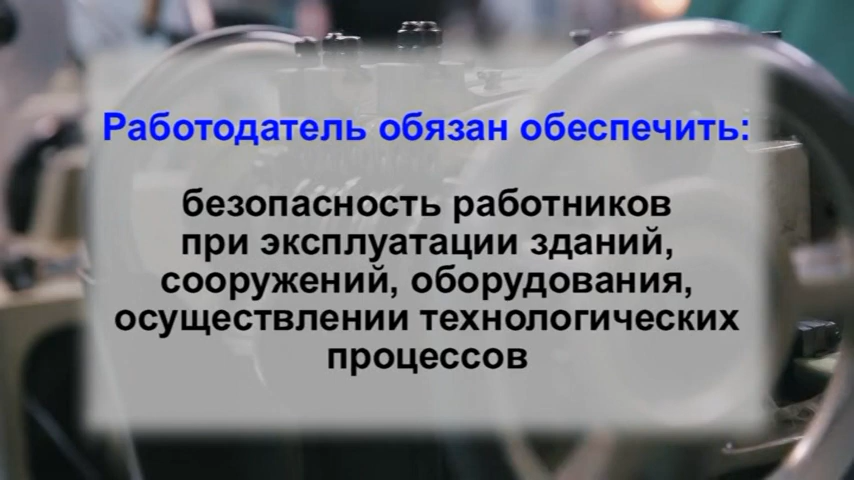 Работодатель обязан обеспечить:
безопасность работников
при эксплуатации зданий,
сооружений, оборудования,
осуществлении технологических
процессов